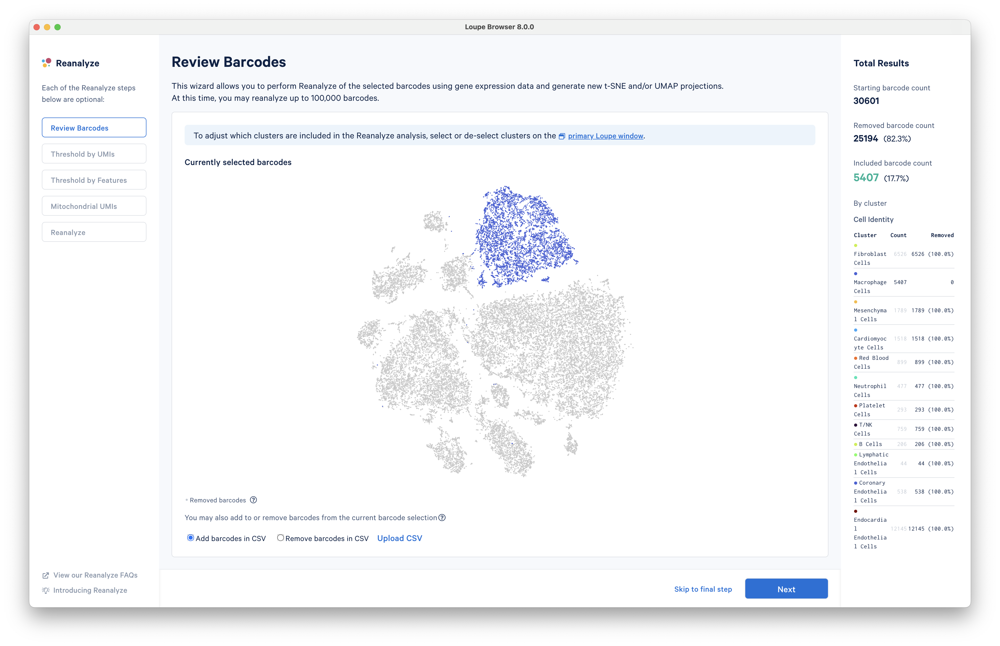 Loupe Browser 8.0.0
Reanalyze
Each of the Reanalyze steps
below are optional:
Review Barcodes
Threshold by UMIs
Threshold by Features
Mitochondrial UMIs
Reanalyze
View our Reanalyze FAQs
Introducing Reanalyze
Review Barcodes
This wizard allows you to perform Reanalyze of the selected barcodes using gene expression data and generate new t-SNE and/or UMAP projections.
At this time, you may reanalyze up to 100,000 barcodes.
To adjust which clusters are included in the Reanalyze analysis, select or de-select clusters on the primary Loupe window.
Currently selected barcodes
Removed barcodes ?
You may also add to or remove barcodes from the current barcode selection ?
Add barcodes in CSV Remove barcodes in CSV Upload CSV
Skip to final step Next
Total Results
Starting barcode count
30601
Removed barcode count
25194 (82.3%)
Included barcode count
5407 (17.7%)
By cluster
Cell Identity
Cluster Count Removed
Fibroblast 6526 6526 (100.0%)
Cells
Macrophage 5407 0
Cells
Mesenchyma 1789 1789 (100.0%)
l Cells
Cardiomyoc 1518 1518 (100.0%)
yte Cells
Red Blood
Cells 899 899 (100.0%)
Neutrophil 477 477 (100.0%)
Cells
Platelet
Cells 293 293 (100.0%)
T/NK
Cells 759 759 (100.0%)
B Cells 206 206 (100.0%)
Lymphatic
Endothelia 44 44 (100.0%)
l Cells
Coronary
Endothelia 538 538 (100.0%)
l Cells
Endocardia
l 12145 12145 (100.0%)
Endothelia
l Cells